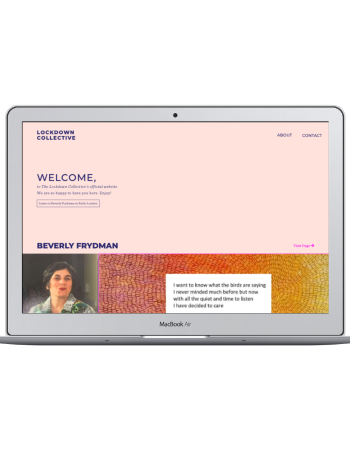 LOCKDOWN
COLLECTIVE
ABOUT
CONTACT
WELCOME,
to The Lockdown Collective's official website.
We are so happy to have you here. Enjoy!
BEVERLY FRYDMAN
I want to know what the birds are saying
I never minded much before but now
with all the quiet and time to listen
I have decided to care
MacBook Air